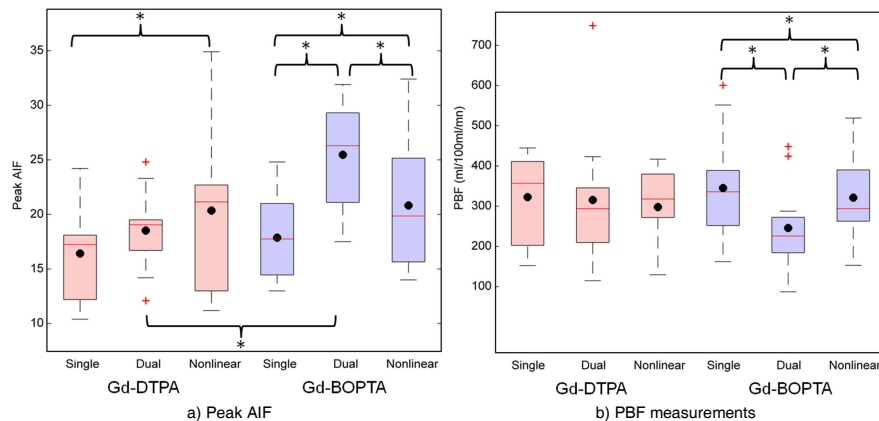 *
*
*
*
*
35
30
25
20
15
10
Peak AIF
Single Dual Nonlinear Single Dual Nonlinear
Gd-DTPA Gd-BOPTA
a) Peak AIF
*
*
*
700
600
500
400
300
200
100
PBF (ml/100ml/mn)
Single Dual Nonlinear Single Dual Nonlinear
Gd-DTPA Gd-BOPTA
b) PBF measurements